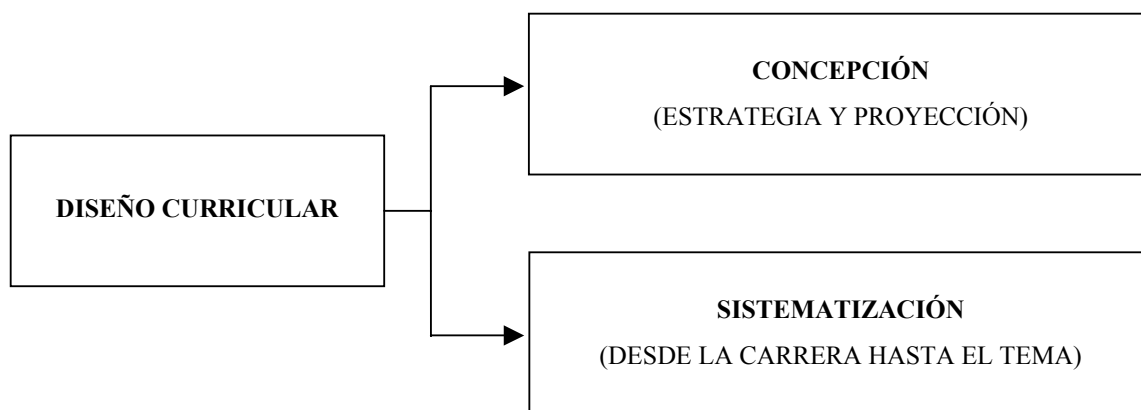 CONCEPCIÓN
(ESTRATEGIA Y PROYECCIÓN)
DISEÑO CURRICULAR
SISTEMATIZACIÓN
(DESDE LA CARRERA HASTA EL TEMA)